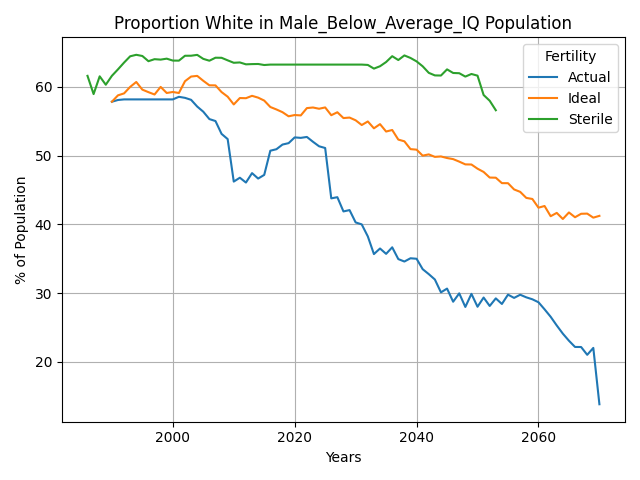 Proportion White in Male_Below_Average_IQ Population
Fertility
Actual
Ideal
Sterile
% of Population
60
50
40
30
20
2000
2020
2040
2060
Years